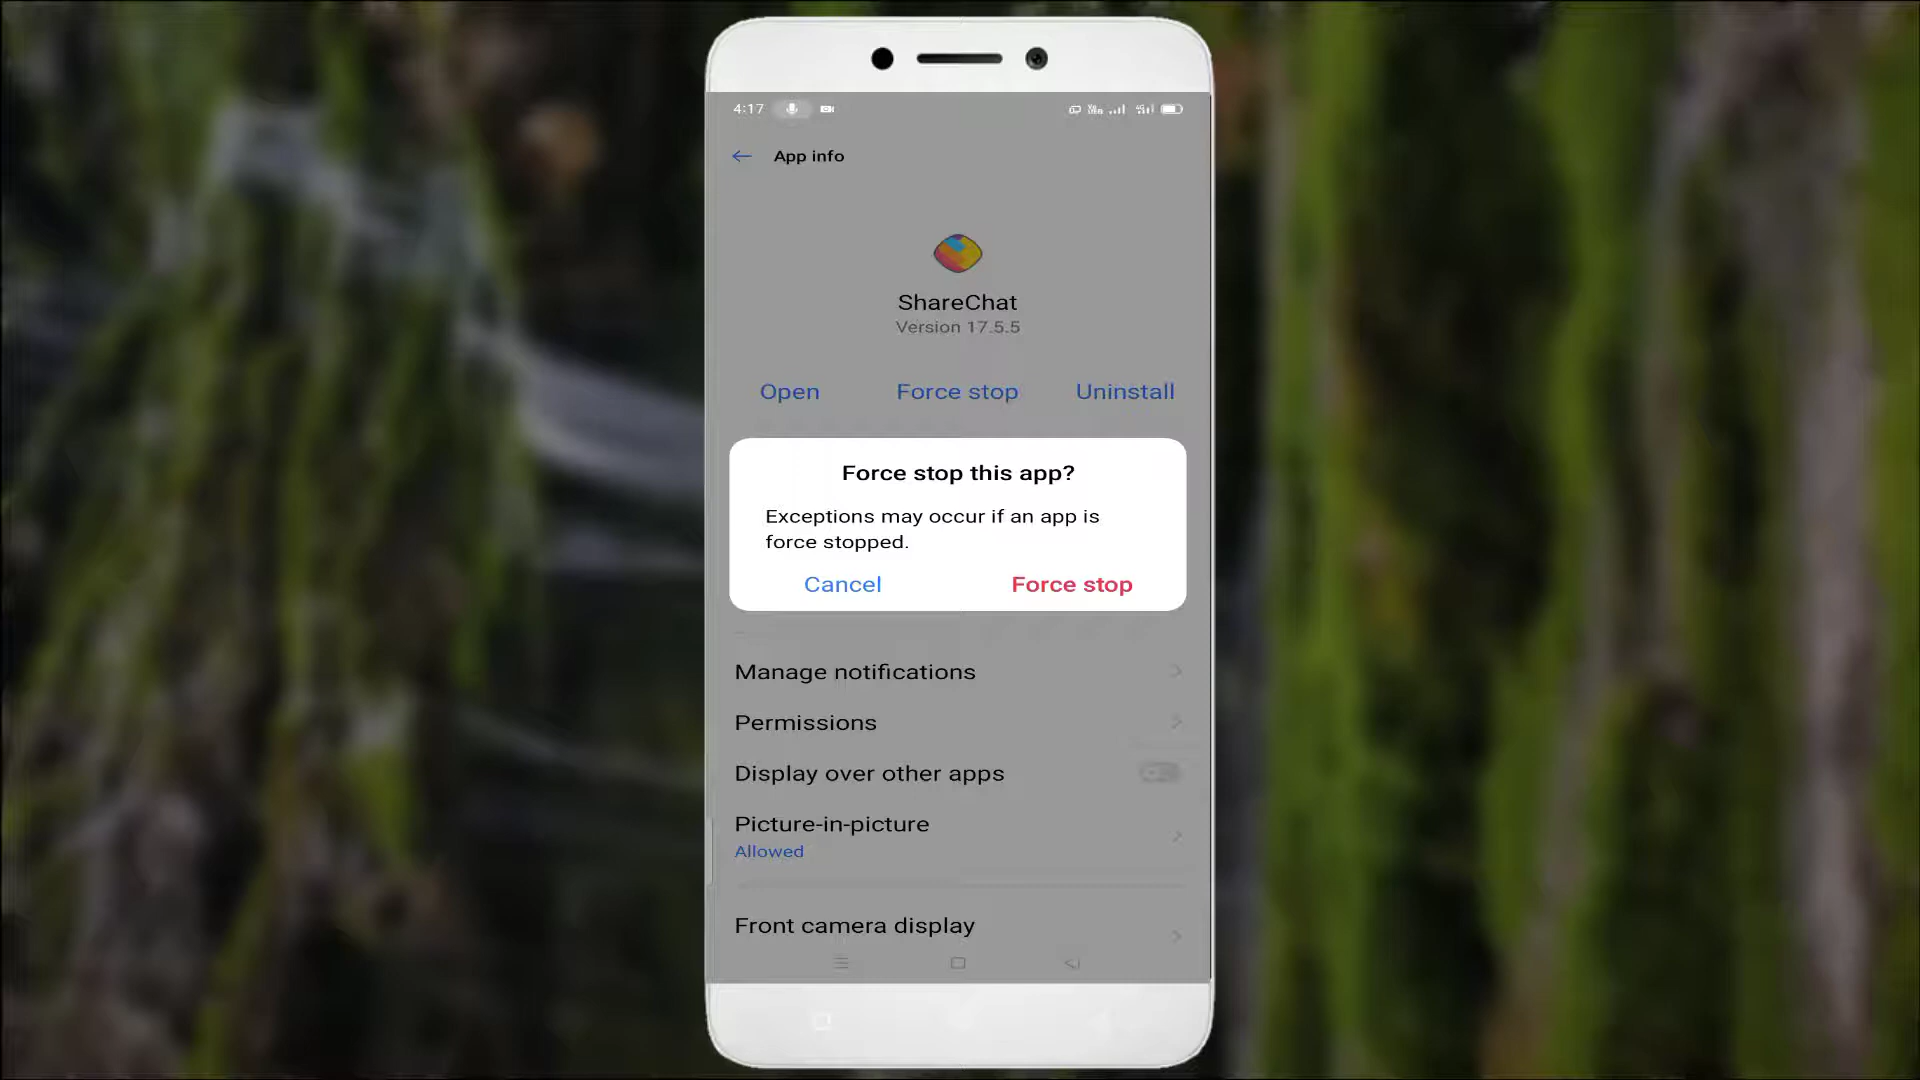 4:17
App info
ShareChat
Version 17.5.5
Open Force stop Uninstall
Force stop this app?
Exceptions may occur if an app is
force stopped.
Cancel Force stop
Manage notifications
Permissions
Display over other apps
Picture-in-picture
Allowed
Front camera display